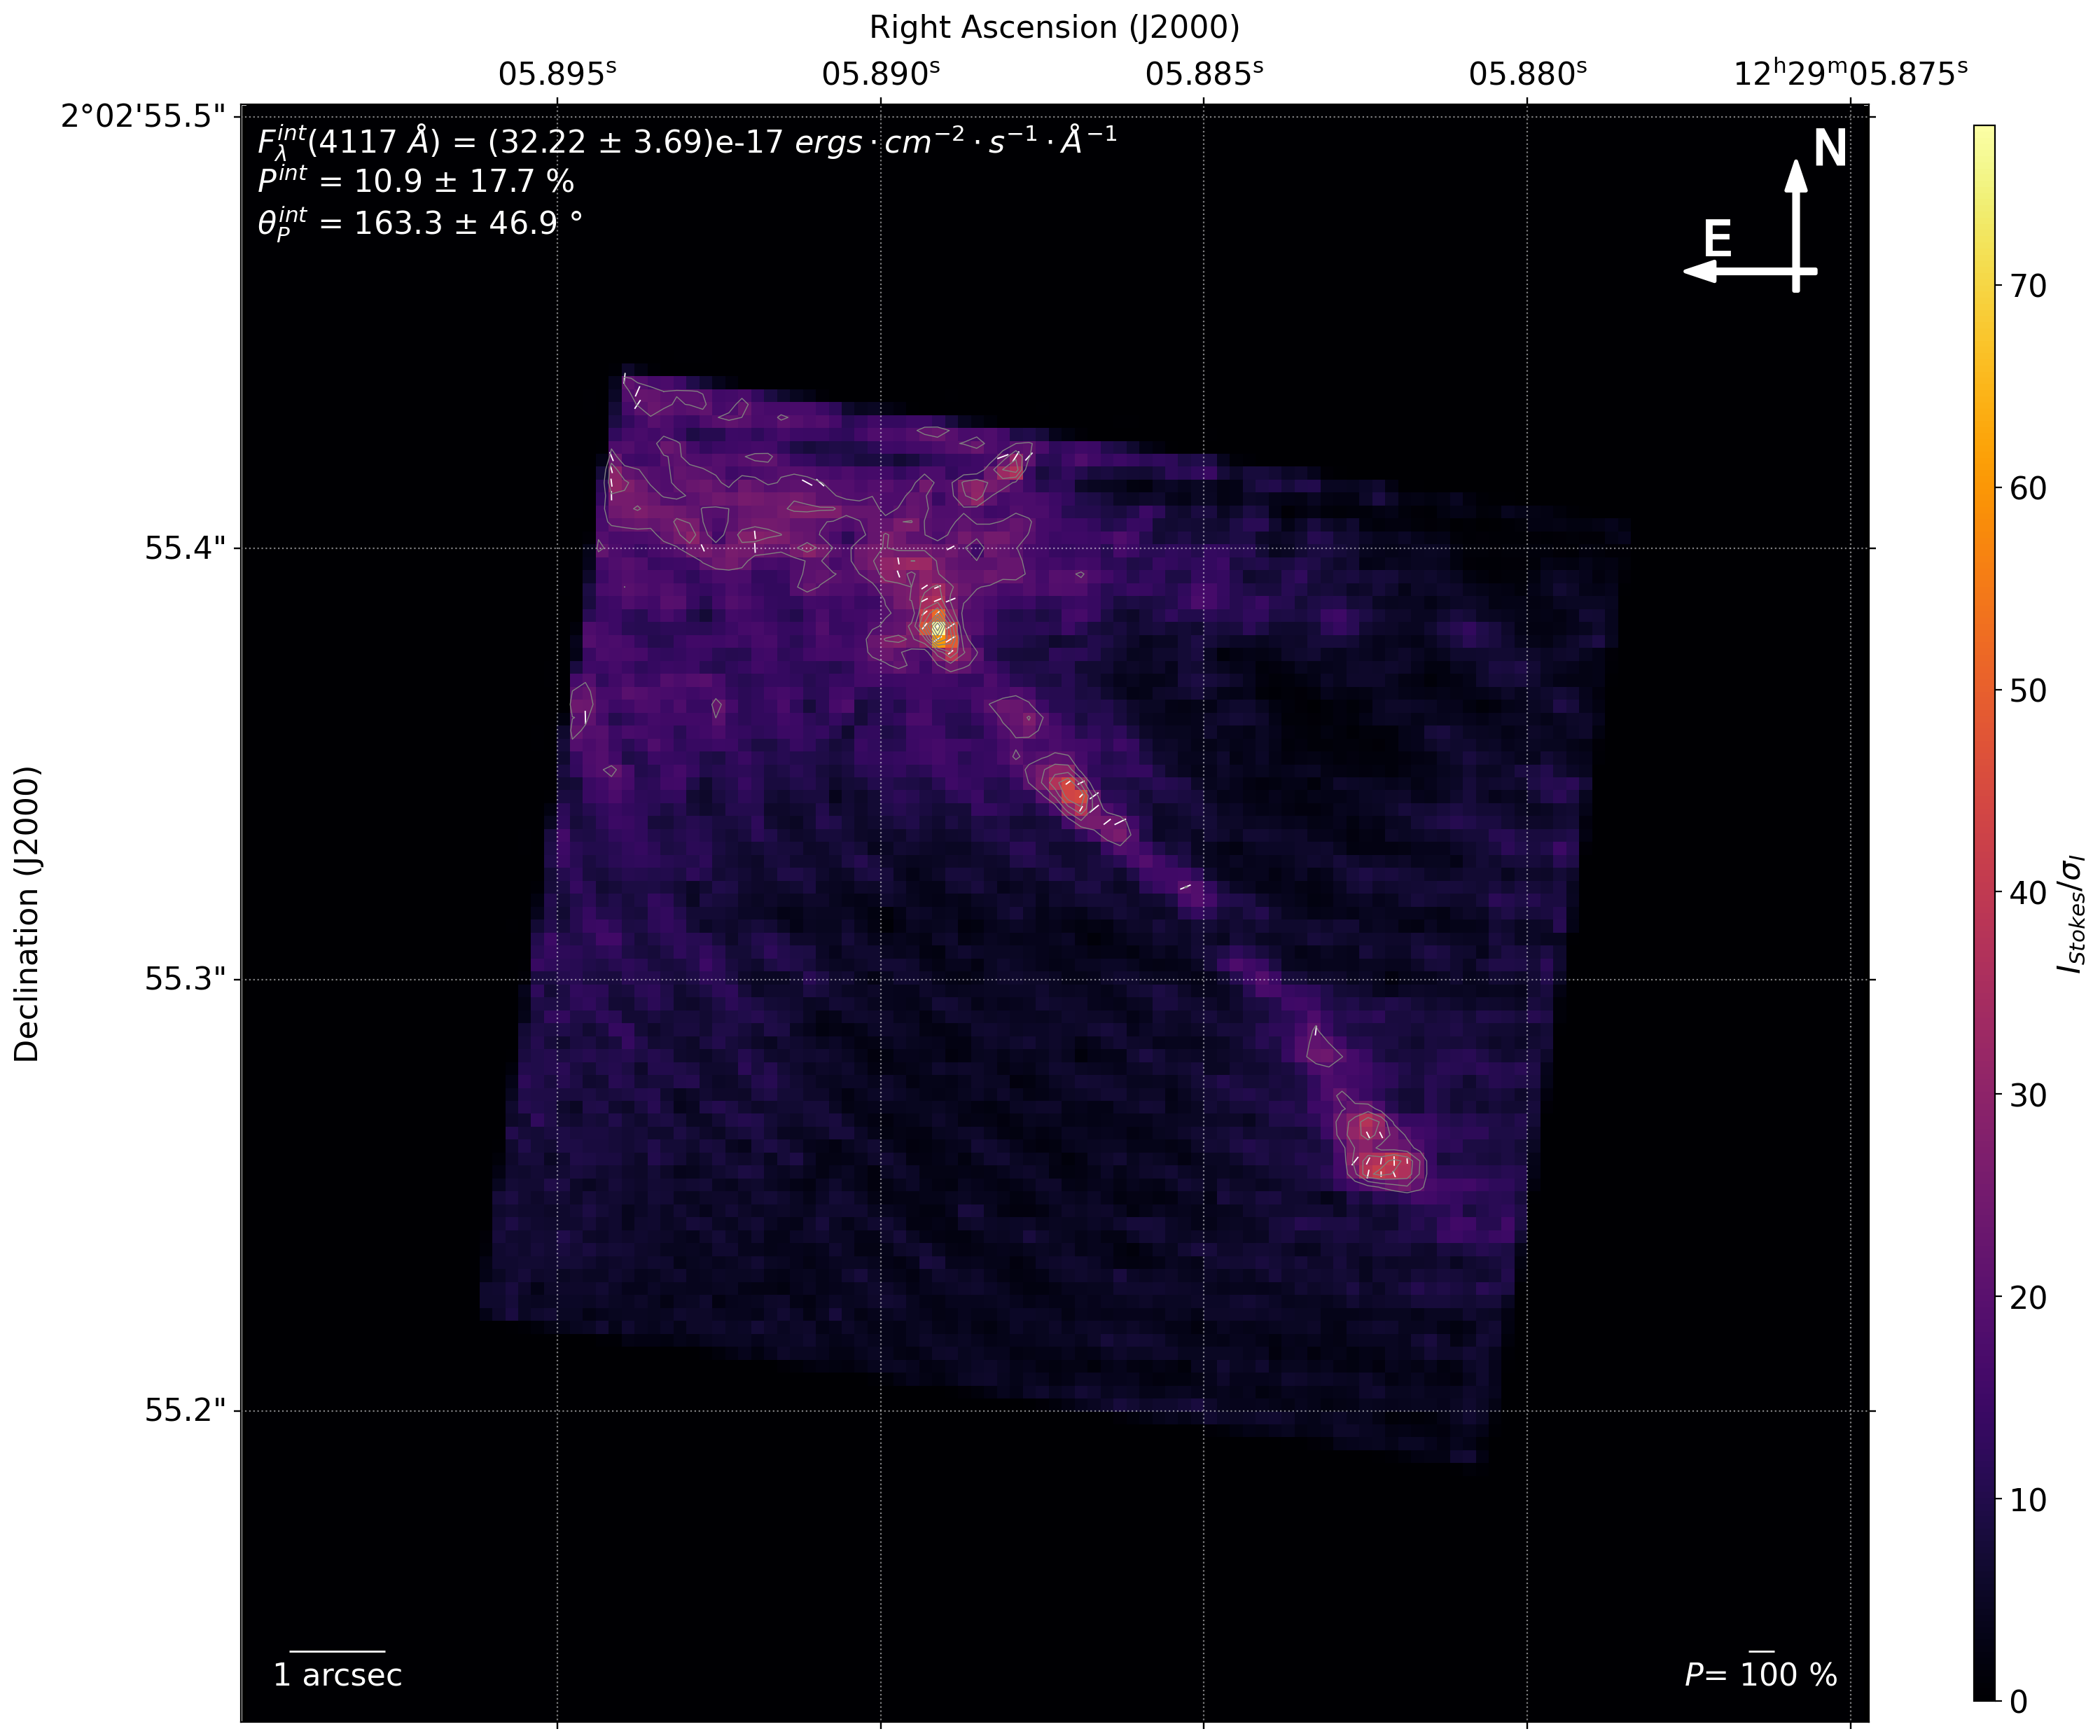 Right Ascension (J2000)
05.895ˢ 05.890ˢ 05.885ˢ 05.880ˢ 12ʰ29ᵐ05.875ˢ
2°02'55.5"
55.4"
55.3"
55.2"
Declination (J2000)
F_λ^int(4117 Å) = (32.22 ± 3.69)e-17 ergs · cm⁻² · s⁻¹ · Å⁻¹
P^int = 10.9 ± 17.7 %
θ_P^int = 163.3 ± 46.9 °
N
E
1 arcsec
P= 100 %
70
60
50
40
30
20
10
0
I_Stokes/σ_I